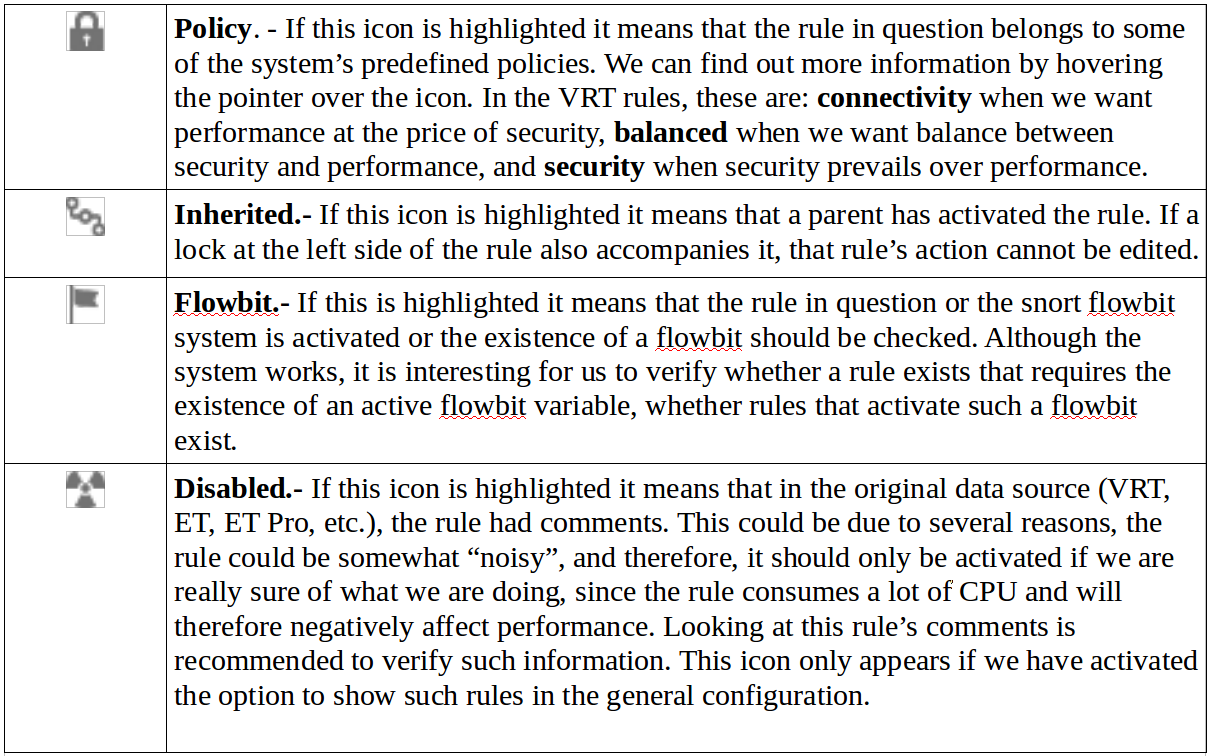 Policy. - If this icon is highlighted it means that the rule in question belongs to some
of the system’s predefined policies. We can find out more information by hovering
the pointer over the icon. In the VRT rules, these are: connectivity when we want
performance at the price of security, balanced when we want balance between
security and performance, and security when security prevails over performance.
Inherited.- If this icon is highlighted it means that a parent has activated the rule. If a
lock at the left side of the rule also accompanies it, that rule’s action cannot be edited.
Flowbit.- If this is highlighted it means that the rule in question or the snort flowbit
system is activated or the existence of a flowbit should be checked. Although the
system works, it is interesting for us to verify whether a rule exists that requires the
existence of an active flowbit variable, whether rules that activate such a flowbit
exist.
Disabled.- If this icon is highlighted it means that in the original data source (VRT,
ET, ET Pro, etc.), the rule had comments. This could be due to several reasons, the
rule could be somewhat “noisy”, and therefore, it should only be activated if we are
really sure of what we are doing, since the rule consumes a lot of CPU and will
therefore negatively affect performance. Looking at this rule’s comments is
recommended to verify such information. This icon only appears if we have activated
the option to show such rules in the general configuration.